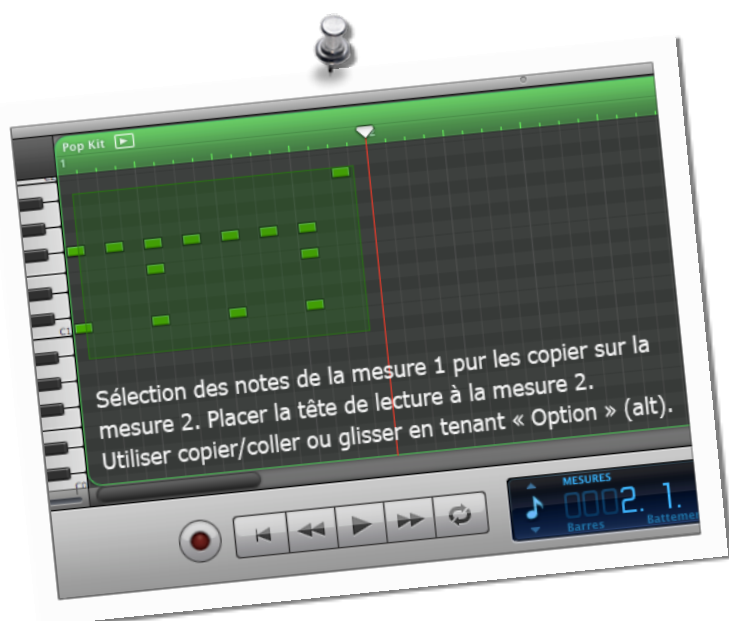 Pop Kit
1
2
C1
Sélection des notes de la mesure 1 pur les copier sur la
mesure 2. Placer la tête de lecture à la mesure 2.
Utiliser copier/coller ou glisser en tenant « Option » (alt).
MESURES
0002. 1.
Barres Battemen